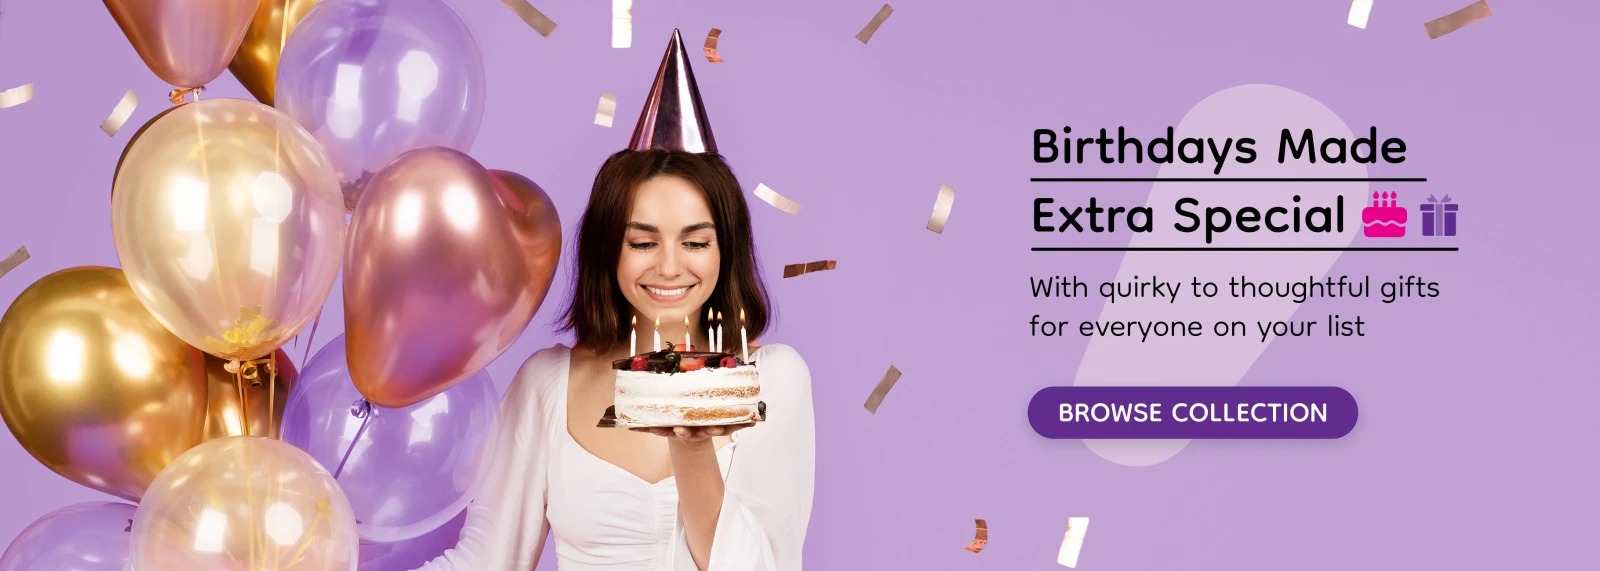 Birthdays Made
Extra Special
With quirky to thoughtful gifts
for everyone on your list
BROWSE COLLECTION